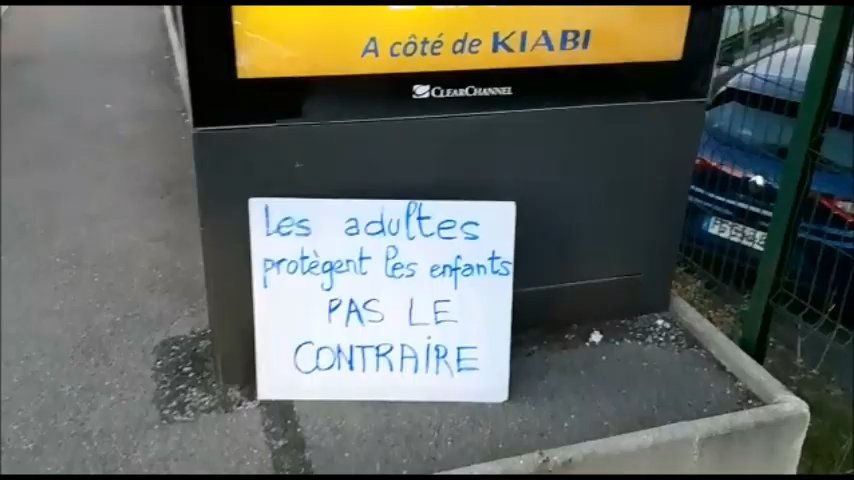 A côté de KIABI
CLEARCHANNEL
Les adultes
protègent les enfants
PAS LE
CONTRAIRE